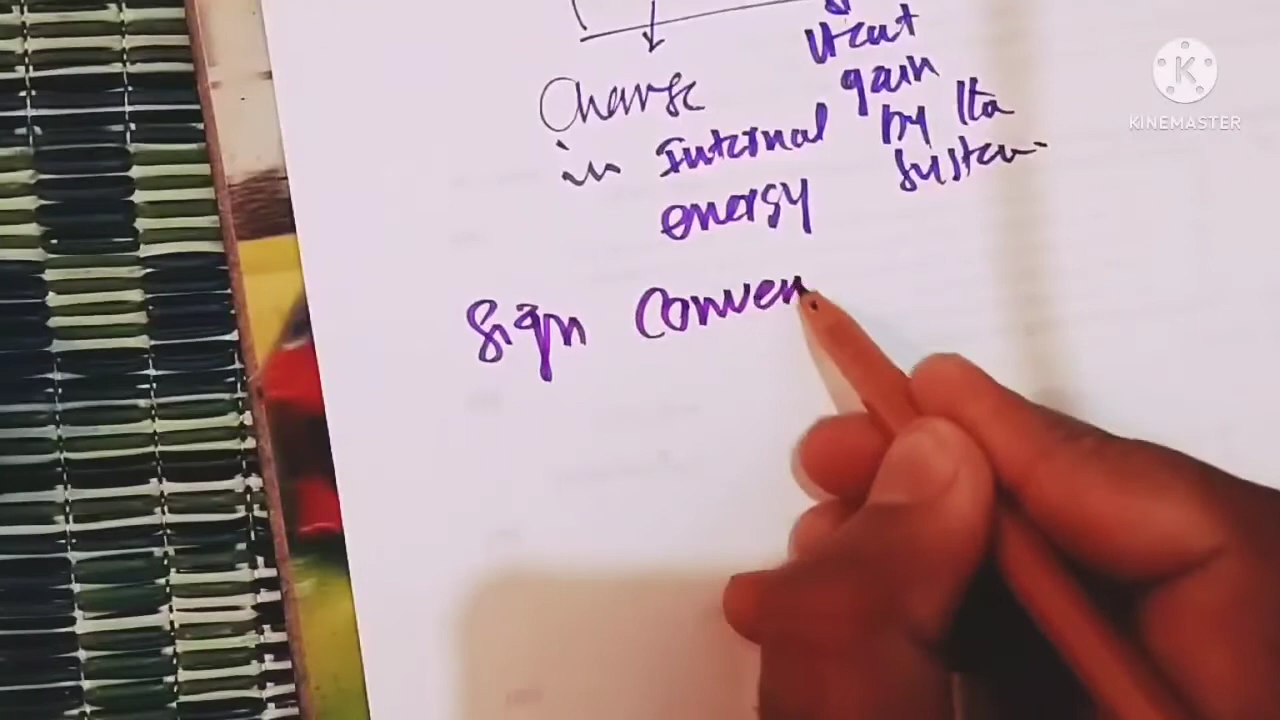 Change
in Internal
energy
Heat
gain
by the
system
Sign Conven
K
KINEMASTER